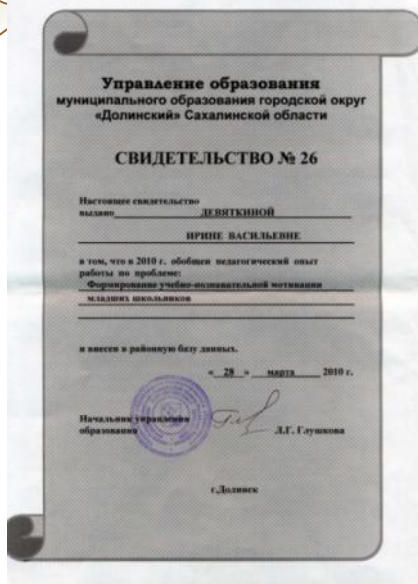 Управление образования
муниципального образования городской округ
«Долинский» Сахалинской области
СВИДЕТЕЛЬСТВО № 26
Настоящее свидетельство
выдано ДЕВЯТКИНОЙ
ИРИНЕ ВАСИЛЬЕВНЕ
в том, что в 2010 г. обобщен педагогический опыт
работы по проблеме:
Формирование учебно-познавательной мотивации
младших школьников
и внесен в районную базу данных.
« 28 » марта 2010 г.
Начальник управления
образования Л.Г. Глушкова
г.Долинск